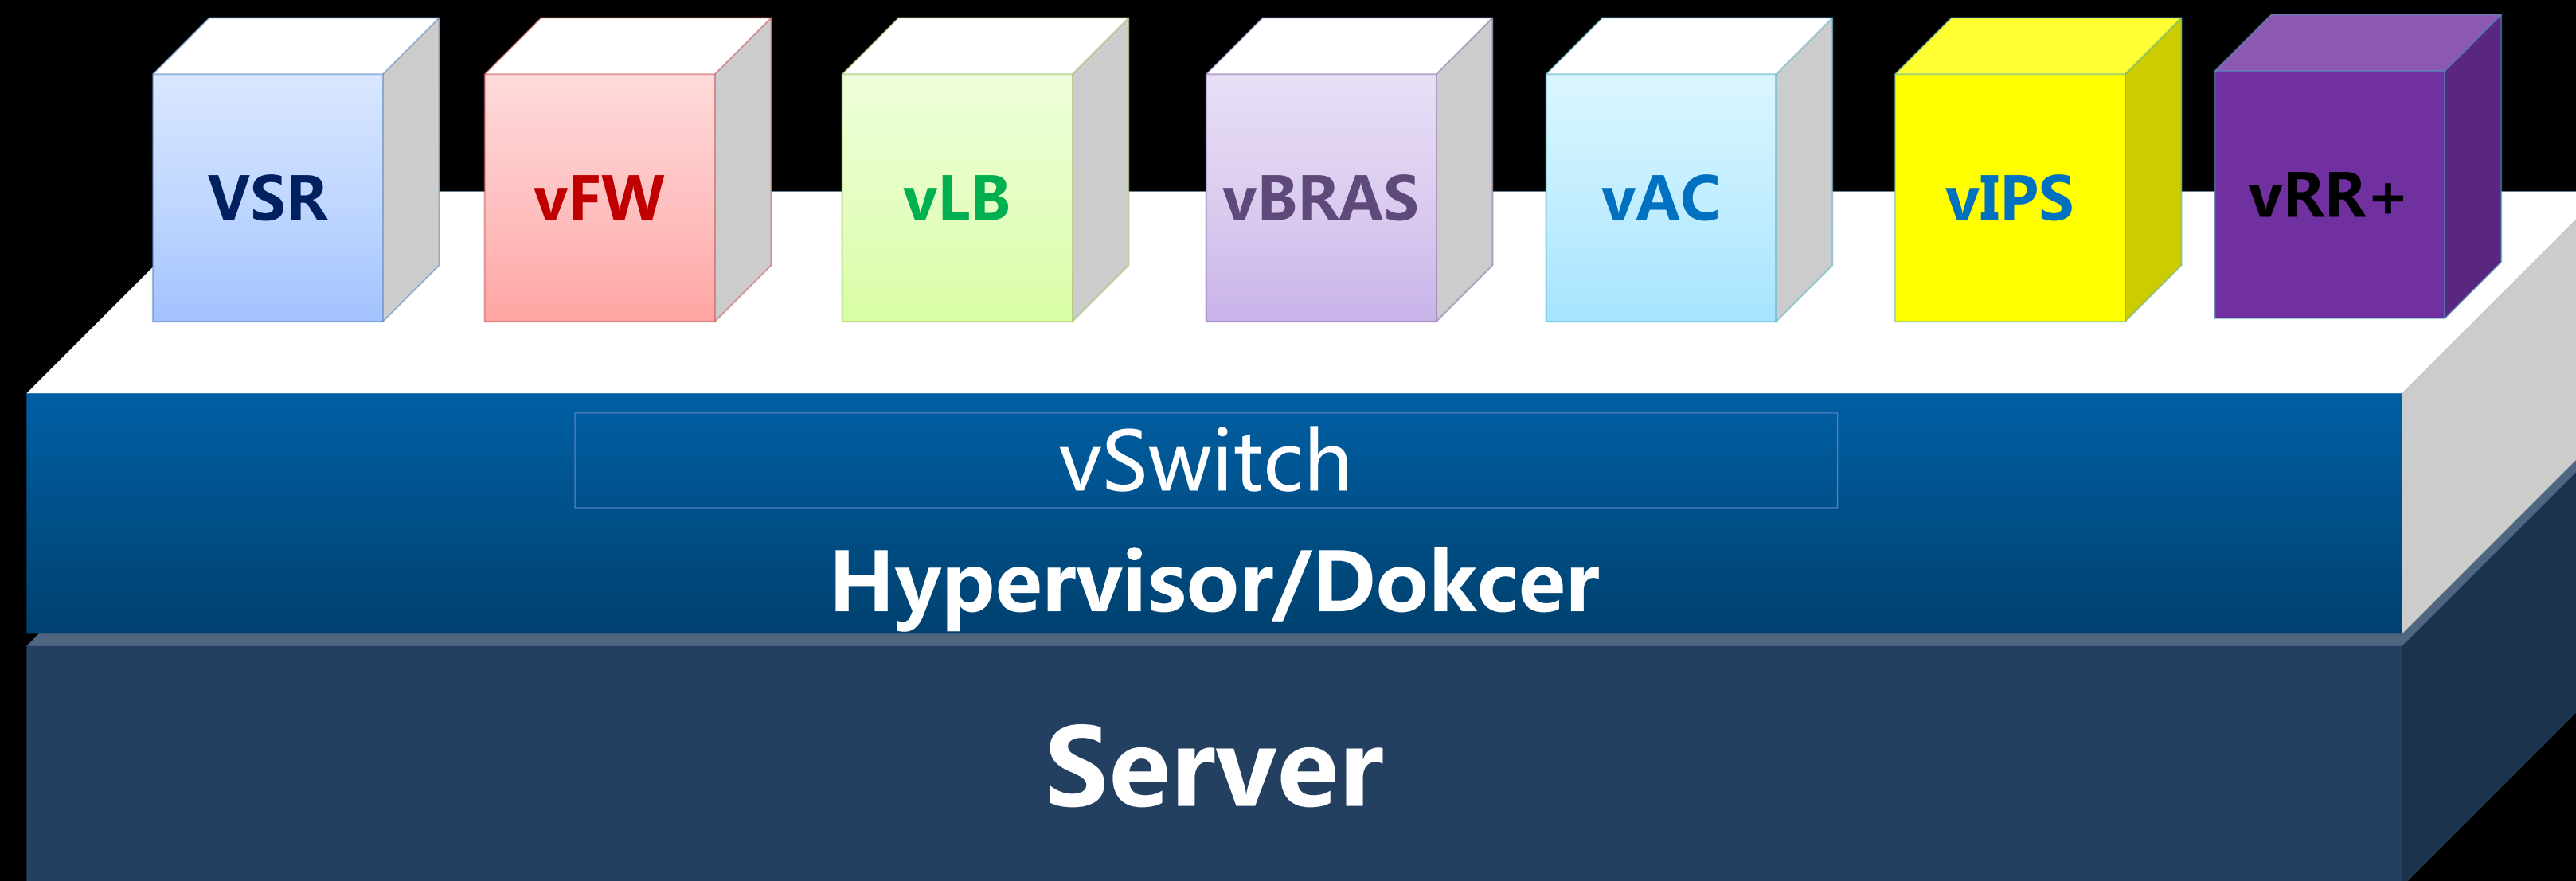 VSR
vFW
vLB
vBRAS
vAC
vIPS
vRR+
vSwitch
Hypervisor/Dokcer
Server